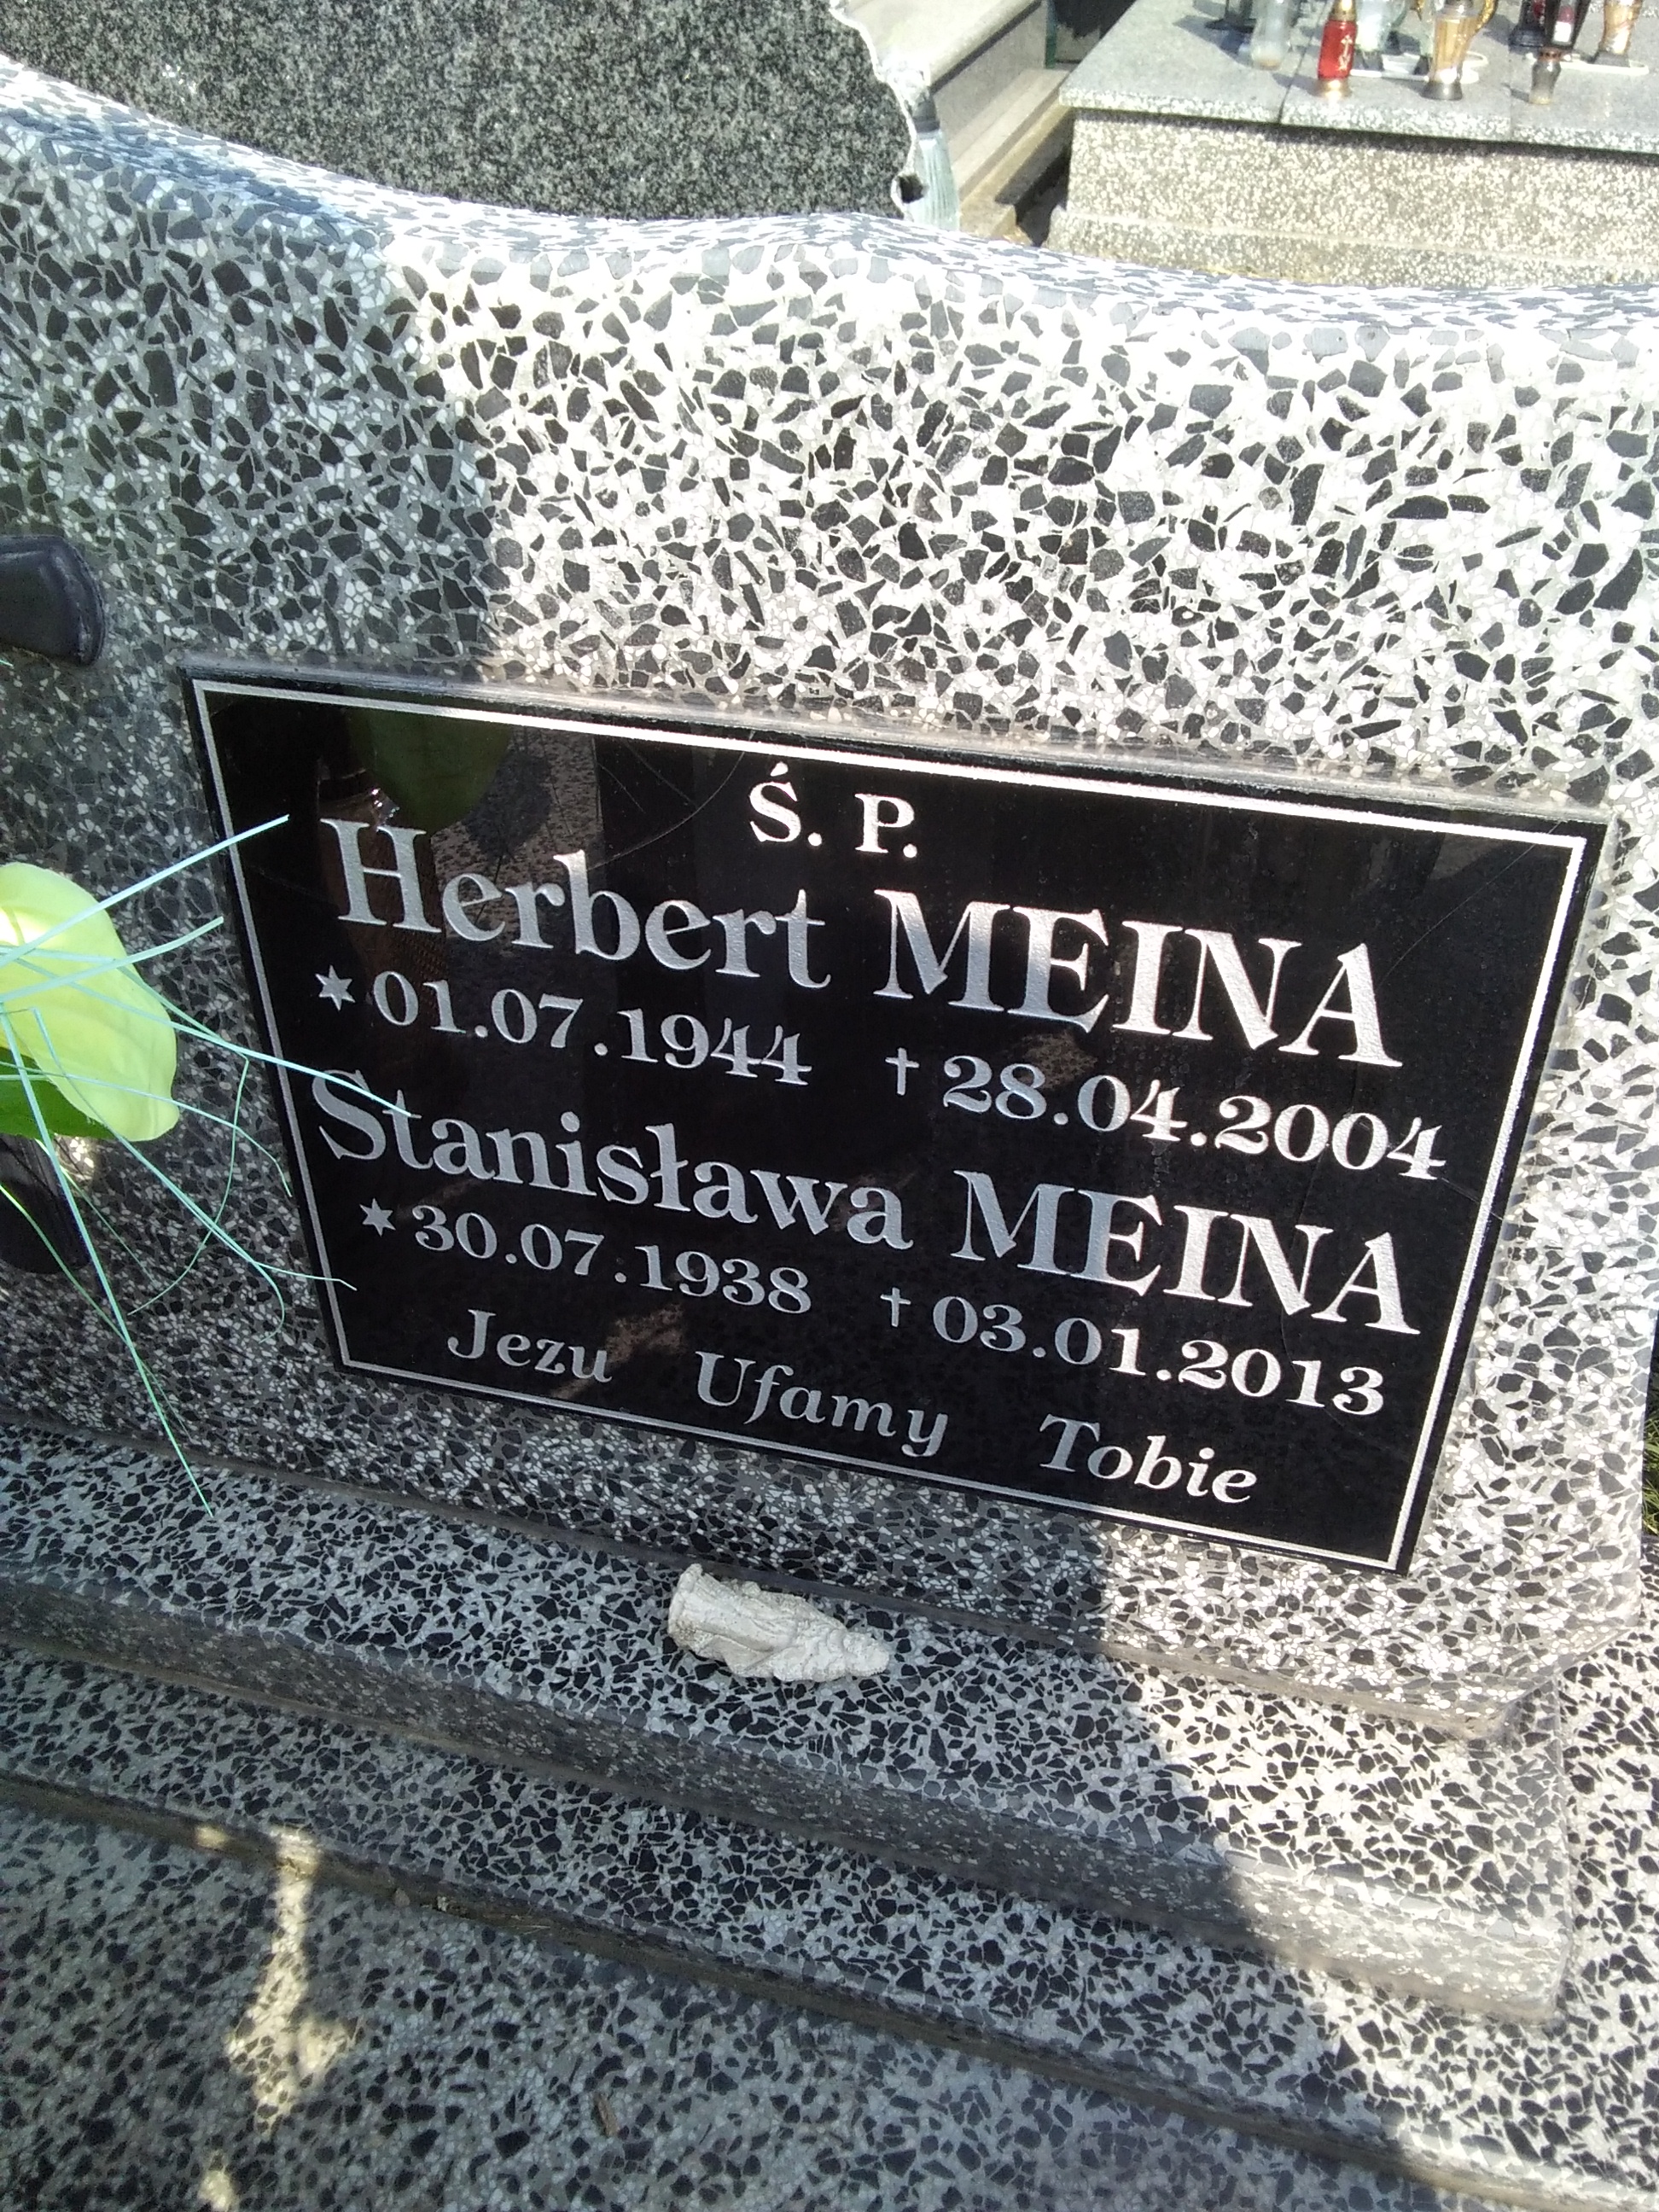 Ś. P.
Herbert MEINA
✶ 01.07.1944 † 28.04.2004
Stanisława MEINA
✶ 30.07.1938 † 03.01.2013
Jezu Ufamy Tobie